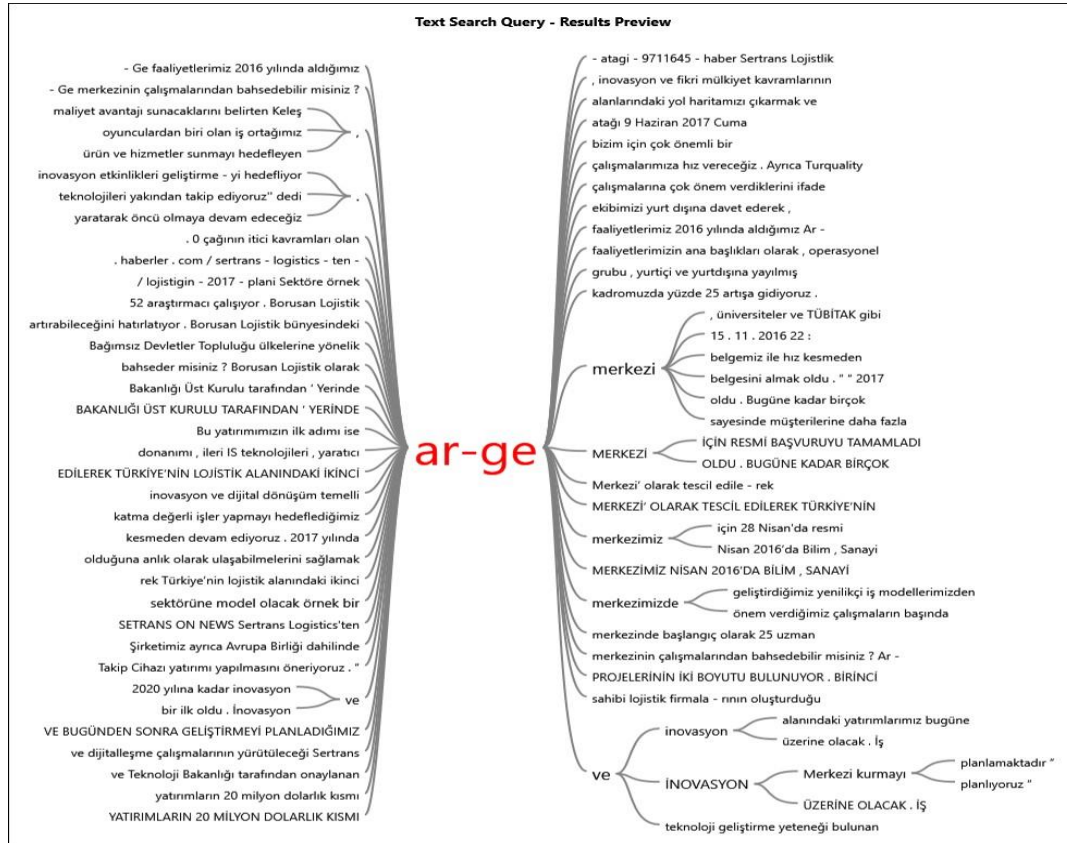 Text Search Query - Results Preview
- Ge faaliyetlerimiz 2016 yılında aldığımız
- Ge merkezinin çalışmalarından bahsedebilir misiniz ?
maliyet avantajı sunacaklarını belirten Keleş
oyunculardan biri olan iş ortağımız
ürün ve hizmetler sunmayı hedefleyen
,
inovasyon etkinlikleri geliştirme - yi hedefliyor
teknolojileri yakından takip ediyoruz" dedi
yaratarak öncü olmaya devam edeceğiz
.
. 0 çağının itici kavramları olan
. haberler . com / sertrans - logistics - ten -
/ lojistigin - 2017 - plani Sektöre örnek
52 araştırmacı çalışıyor . Borusan Lojistik
artırabileceğini hatırlatıyor . Borusan Lojistik bünyesindeki
Bağımsız Devletler Topluluğu ülkelerine yönelik
bahseder misiniz ? Borusan Lojistik olarak
Bakanlığı Üst Kurulu tarafından ' Yerinde
BAKANLIĞI ÜST KURULU TARAFINDAN ' YERİNDE
Bu yatırımımızın ilk adımı ise
donanımı , ileri IS teknolojileri , yaratıcı
EDİLEREK TÜRKİYE'NİN LOJİSTİK ALANINDAKİ İKİNCİ
inovasyon ve dijital dönüşüm temelli
katma değerli işler yapmayı hedeflediğimiz
kesmeden devam ediyoruz . 2017 yılında
olduğuna anlık olarak ulaşabilmelerini sağlamak
rek Türkiye'nin lojistik alanındaki ikinci
sektörüne model olacak örnek bir
SETRANS ON NEWS Sertrans Logistics'ten
Şirketimiz ayrıca Avrupa Birliği dahilinde
Takip Cihazı yatırımı yapılmasını öneriyoruz . "
2020 yılına kadar inovasyon
bir ilk oldu . İnovasyon
ve
VE BUGÜNDEN SONRA GELİŞTİRMEYİ PLANLADIĞIMIZ
ve dijitalleşme çalışmalarının yürütüleceği Sertrans
ve Teknoloji Bakanlığı tarafından onaylanan
yatırımların 20 milyon dolarlık kısmı
YATIRIMLARIN 20 MİLYON DOLARLIK KISMI
ar-ge
- atagi - 9711645 - haber Sertrans Lojistlik
, inovasyon ve fikri mülkiyet kavramlarının
alanlarındaki yol haritamızı çıkarmak ve
atağı 9 Haziran 2017 Cuma
bizim için çok önemli bir
çalışmalarımıza hız vereceğiz . Ayrıca Turquality
çalışmalarına çok önem verdiklerini ifade
ekibimizi yurt dışına davet ederek ,
faaliyetlerimiz 2016 yılında aldığımız Ar -
faaliyetlerimizin ana başlıkları olarak , operasyonel
grubu , yurtiçi ve yurtdışına yayılmış
kadromuzda yüzde 25 artışa gidiyoruz .
merkezi
, üniversiteler ve TÜBİTAK gibi
15 . 11 . 2016 22 :
belgemiz ile hız kesmeden
belgesini almak oldu . " " 2017
oldu . Bugüne kadar birçok
sayesinde müşterilerine daha fazla
MERKEZİ
İÇİN RESMİ BAŞVURUYU TAMAMLADI
OLDU . BUGÜNE KADAR BİRÇOK
Merkezi' olarak tescil edile - rek
MERKEZİ' OLARAK TESCİL EDİLEREK TÜRKİYE'NİN
merkezimiz
için 28 Nisan'da resmi
Nisan 2016'da Bilim , Sanayi
MERKEZİMİZ NİSAN 2016'DA BİLİM , SANAYİ
merkezimizde
geliştirdiğimiz yenilikçi iş modellerimizden
önem verdiğimiz çalışmaların başında
merkezinde başlangıç olarak 25 uzman
merkezinin çalışmalarından bahsedebilir misiniz ? Ar -
PROJELERİNİN İKİ BOYUTU BULUNUYOR . BİRİNCİ
sahibi lojistik firmala - rının oluşturduğu
ve
inovasyon
alanındaki yatırımlarımız bugüne
üzerine olacak . İş
İNOVASYON
Merkezi kurmayı
planlamaktadır "
planlıyoruz "
ÜZERİNE OLACAK . İŞ
teknoloji geliştirme yeteneği bulunan